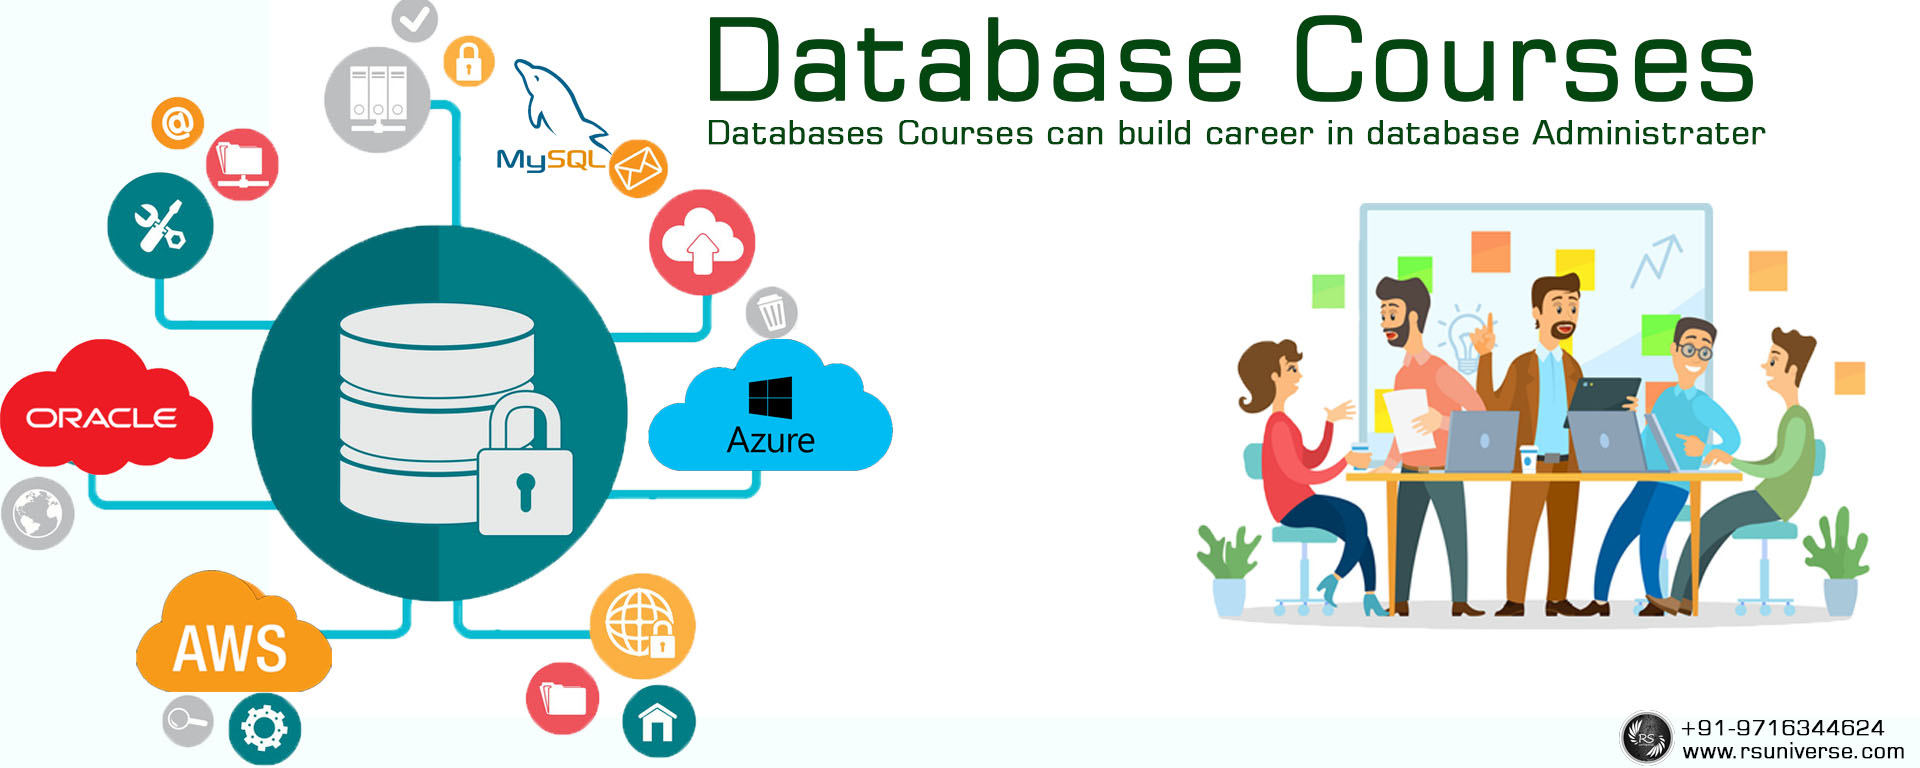 Database Courses
Databases Courses can build career in database Administrater
MySQL
@
ORACLE
Azure
AWS
RS
+91-9716344624
www.rsuniverse.com